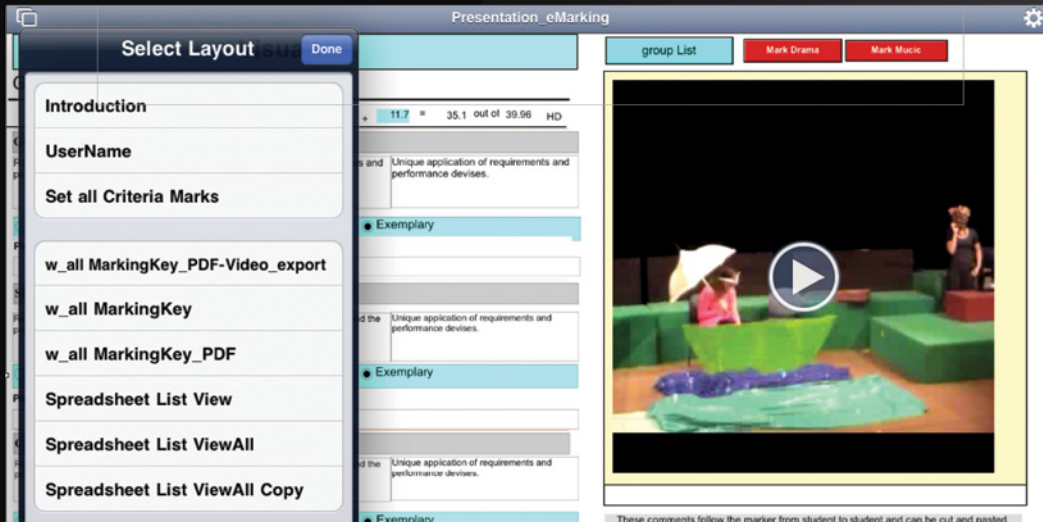 Presentation_eMarking
Select Layout
Done
Introduction
UserName
Set all Criteria Marks
w_all MarkingKey_PDF-Video_export
w_all MarkingKey
w_all MarkingKey_PDF
Spreadsheet List View
Spreadsheet List ViewAll
Spreadsheet List ViewAll Copy
+ 11.7 = 35.1 out of 39.96 HD
and
Unique application of requirements and
performance devises.
Exemplary
the
Unique application of requirements and
performance devises.
Exemplary
the
Unique application of requirements and
performance devises.
Exemplary
group List
Mark Drama
Mark Mucic
These comments follow the marker from student to student and can be cut and pasted